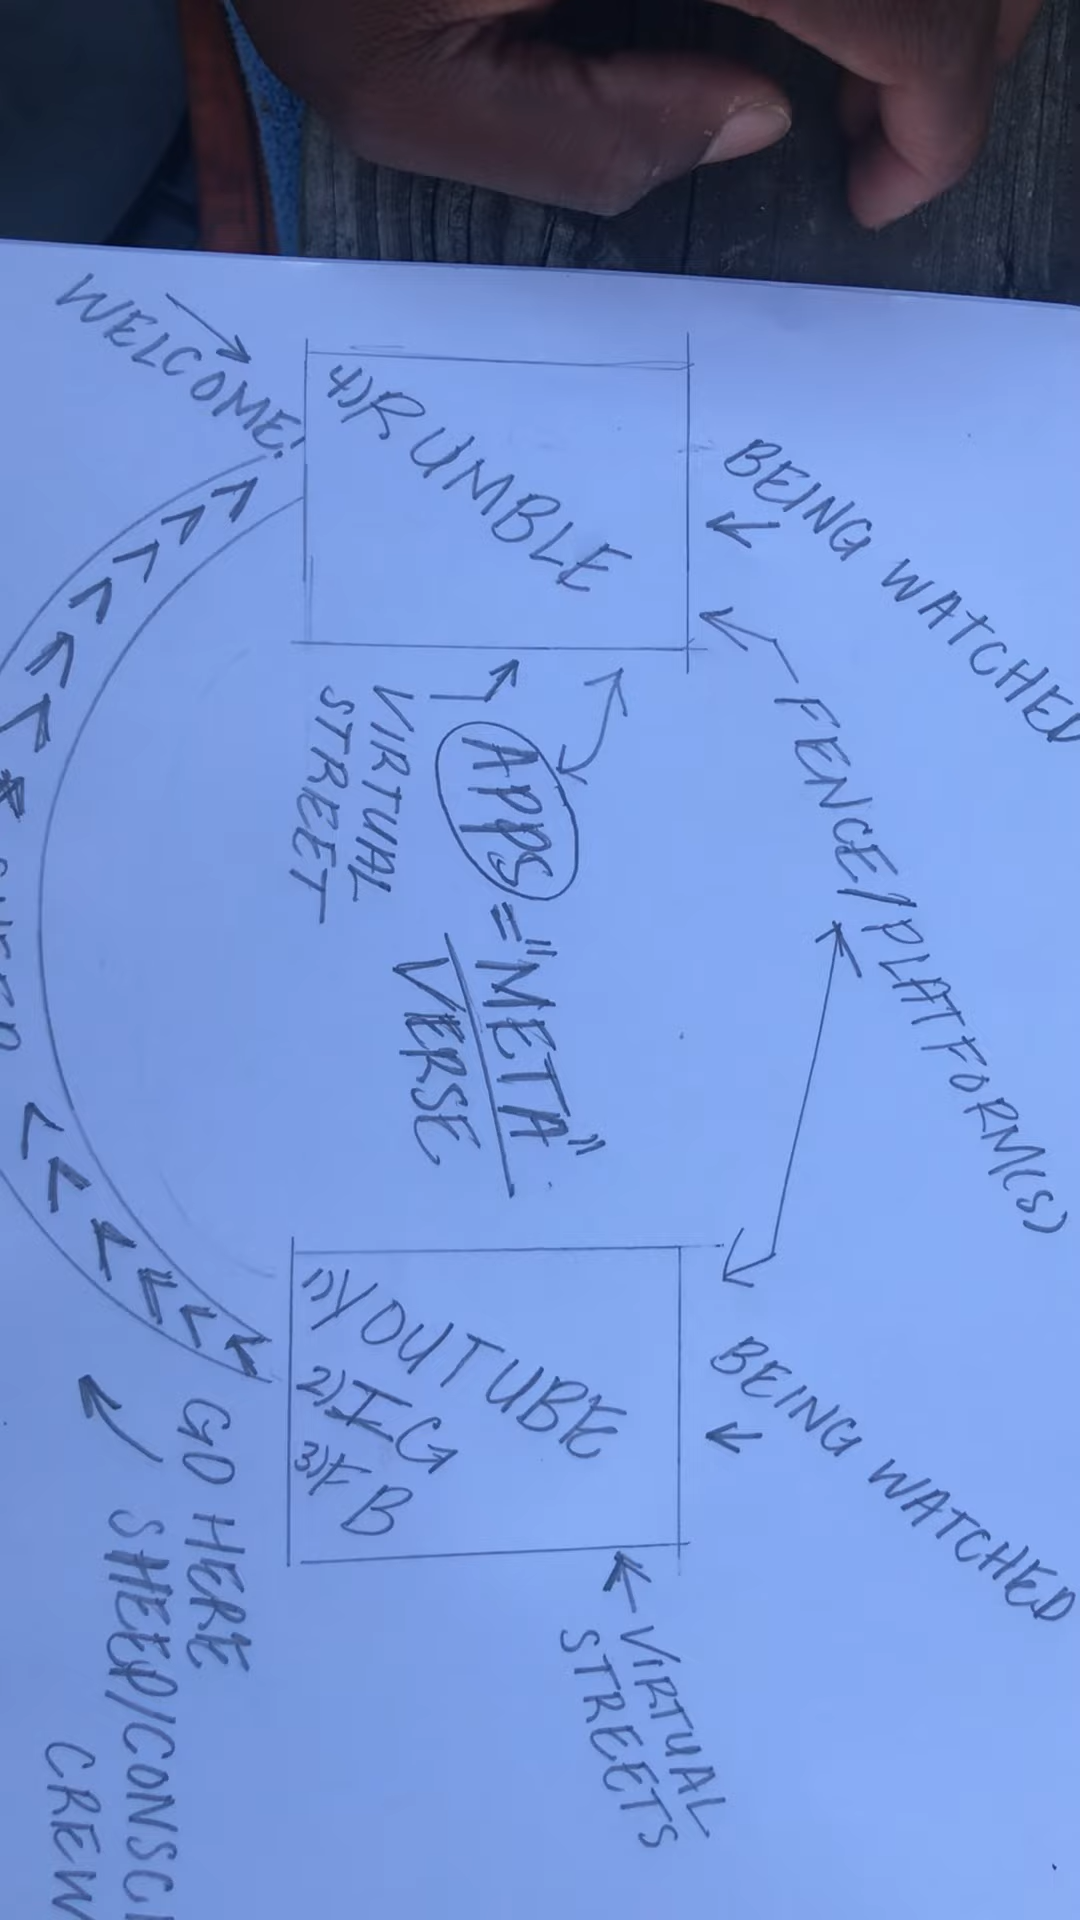 BEING WATCHED
BEING WATCHED
FENCE/PLATFORM(S)
4) RUMBLE
1) YOUTUBE
2) IG
3) FB
APPS = "META"
VERSE
VIRTUAL
STREET
VIRTUAL
STREETS
WELCOME!
GO HERE
SHEEP/CONSCI
CREW